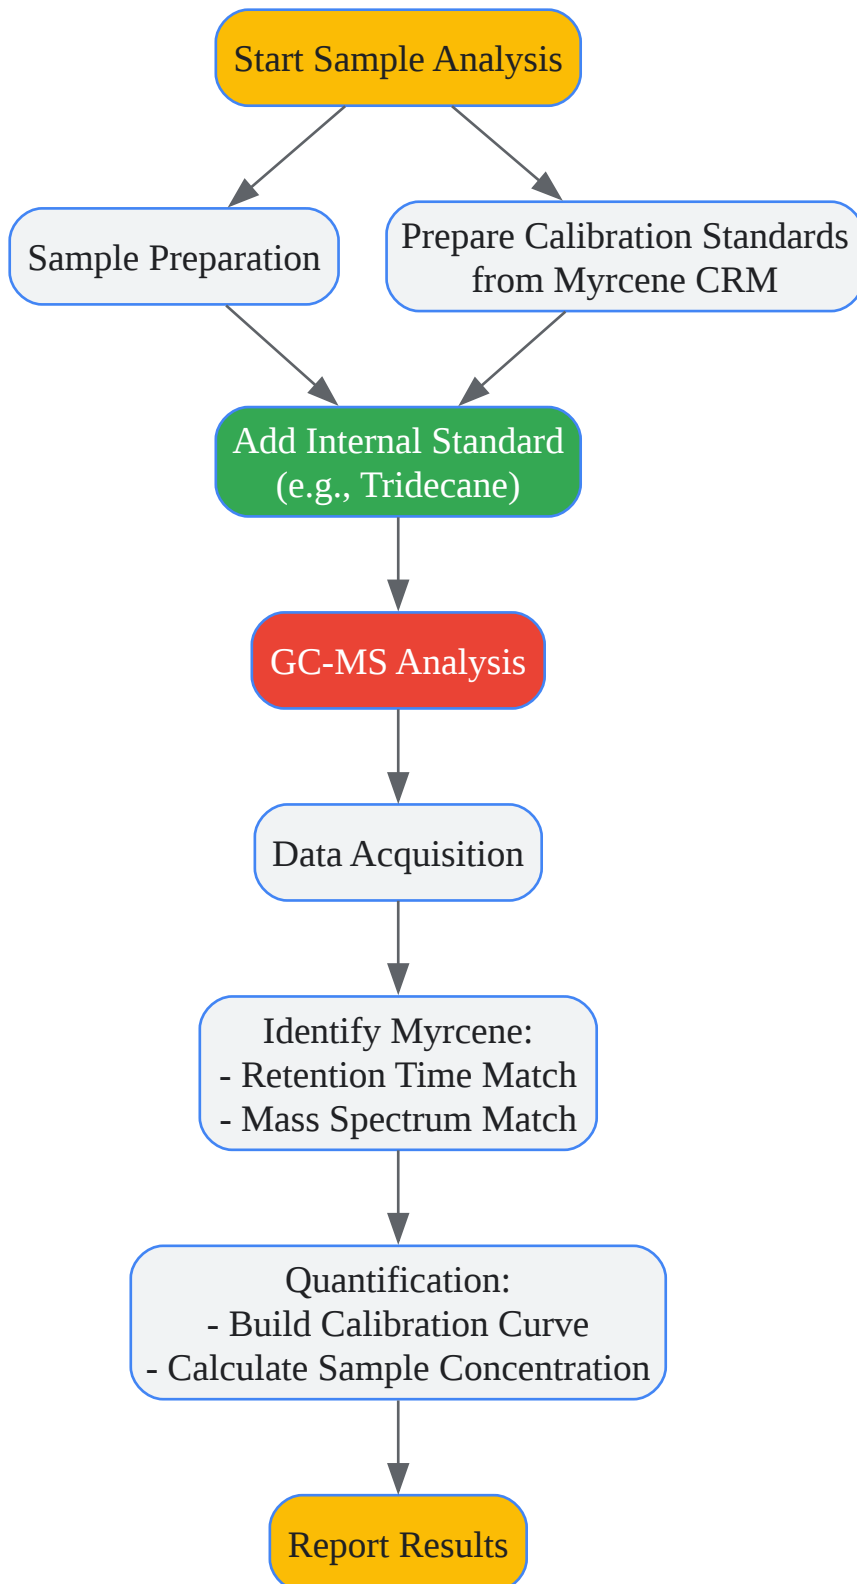 Start Sample Analysis
Sample Preparation
Prepare Calibration Standards
from Myrcene CRM
Add Internal Standard
(e.g., Tridecane)
GC-MS Analysis
Data Acquisition
Identify Myrcene:
- Retention Time Match
- Mass Spectrum Match
Quantification:
- Build Calibration Curve
- Calculate Sample Concentration
Report Results